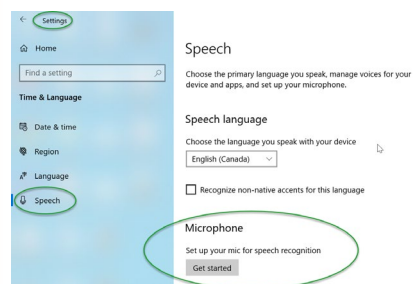 Settings
Home
Find a setting
Time & Language
Date & time
Region
Language
Speech
Speech
Choose the primary language you speak, manage voices for your
device and apps, and set up your microphone.
Speech language
Choose the language you speak with your device
English (Canada)
Recognize non-native accents for this language
Microphone
Set up your mic for speech recognition
Get started